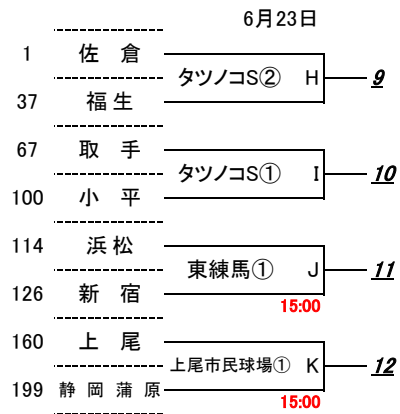 6月23日
1 佐 倉
タツノコS② H 9
37 福 生
67 取 手
タツノコS① I 10
100 小 平
114 浜 松
東練馬① J 11
126 新 宿
15:00
160 上 尾
上尾市民球場① K 12
199 静 岡 蒲 原
15:00